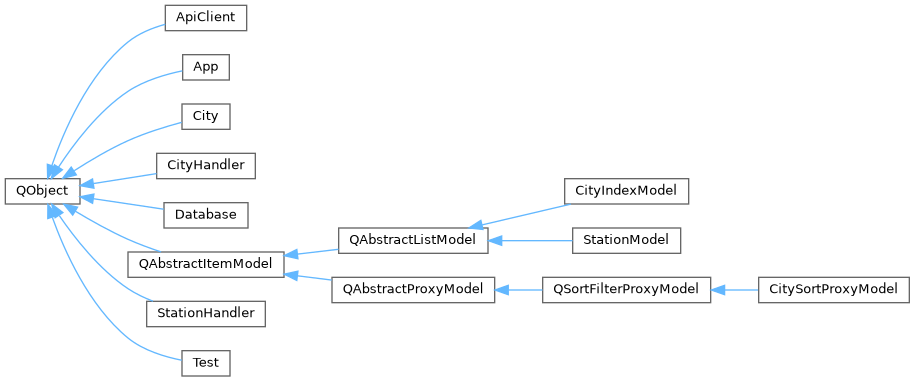 ApiClient
App
City
CityHandler
CityIndexModel
QObject
Database
QAbstractListModel
StationModel
QAbstractItemModel
QAbstractProxyModel
QSortFilterProxyModel
CitySortProxyModel
StationHandler
Test